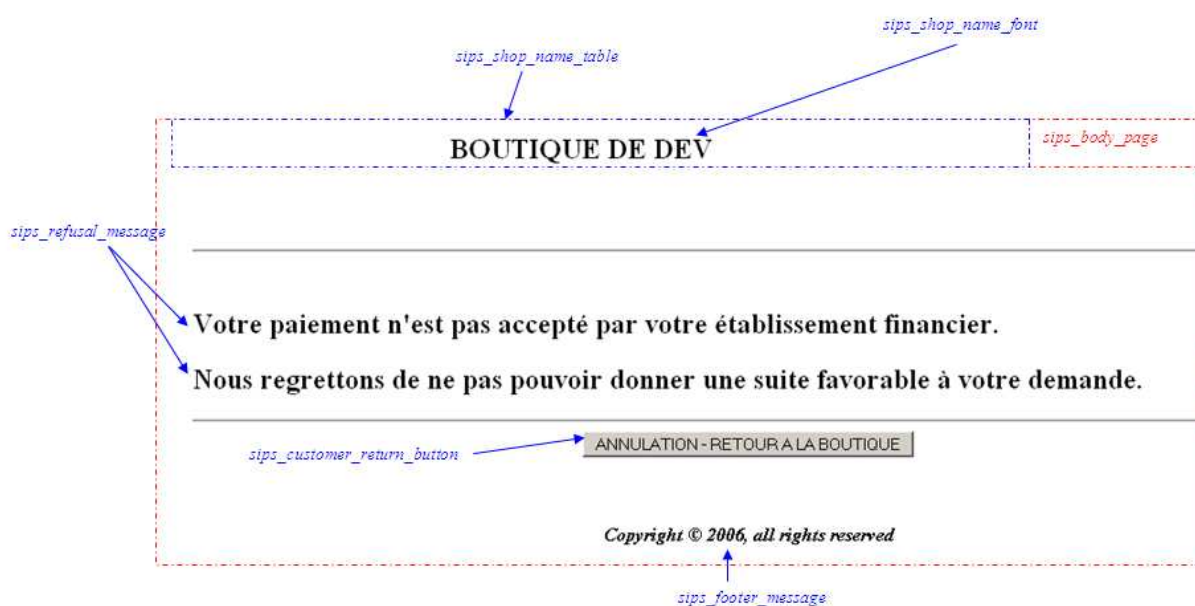 sips_shop_name_font
sips_shop_name_table
BOUTIQUE DE DEV
sips_body_page
sips_refusal_message
Votre paiement n'est pas accepté par votre établissement financier.
Nous regrettons de ne pas pouvoir donner une suite favorable à votre demande.
ANNULATION - RETOUR A LA BOUTIQUE
sips_customer_return_button
Copyright © 2006, all rights reserved
sips_footer_message